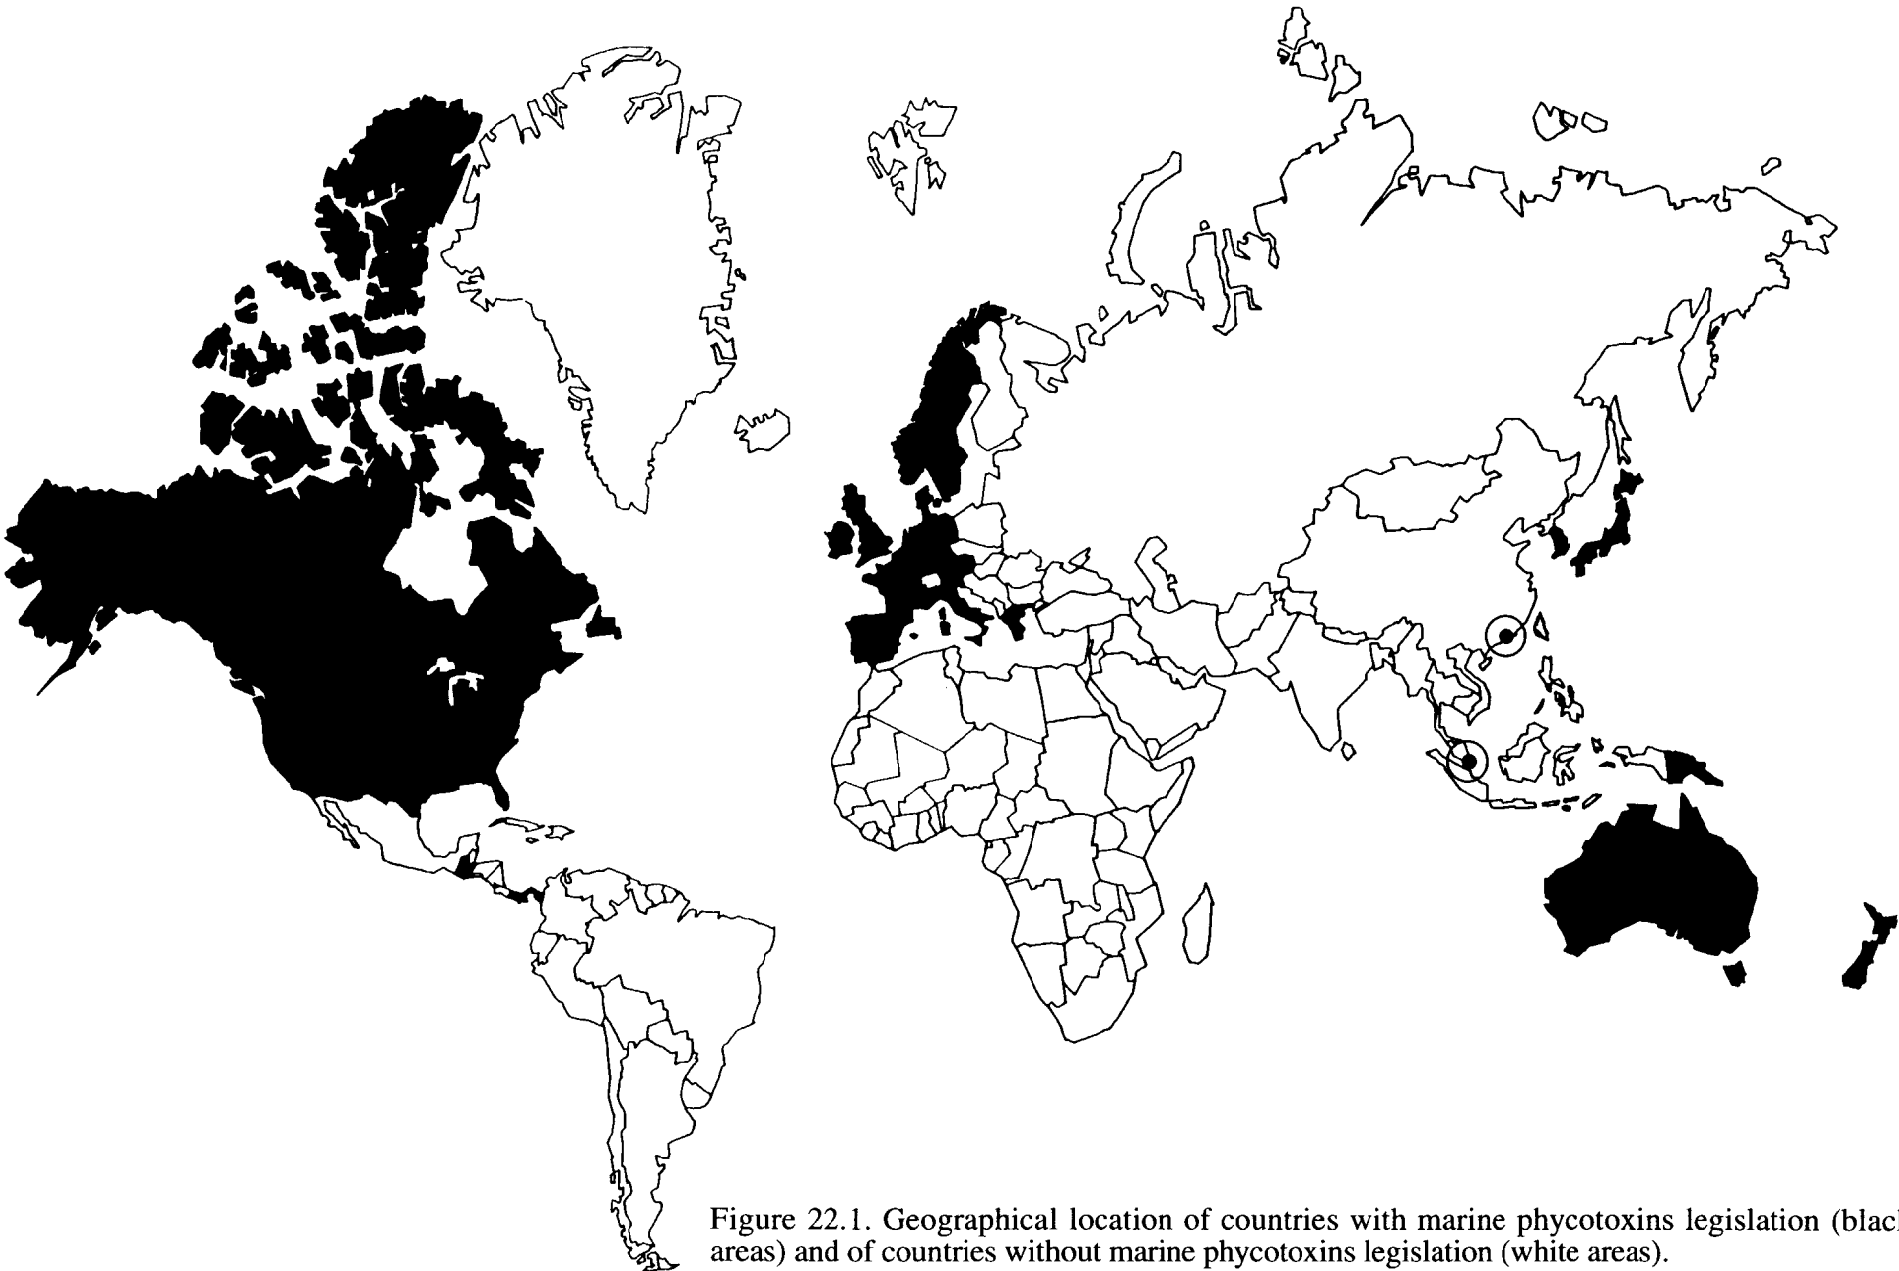 Figure 22.1. Geographical location of countries with marine phycotoxins legislation (blac
areas) and of countries without marine phycotoxins legislation (white areas).